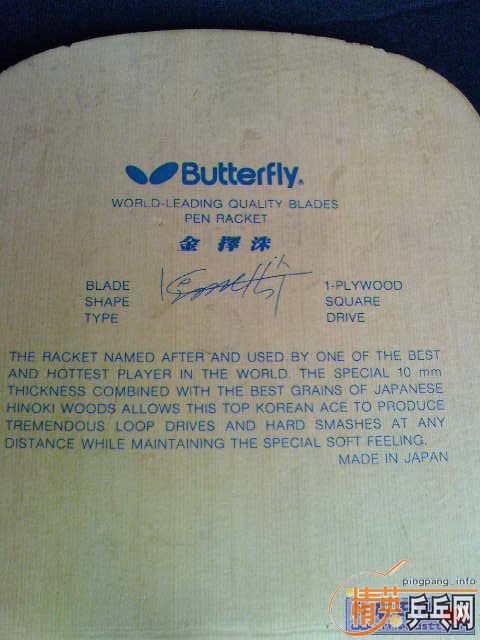 Butterfly.
WORLD-LEADING QUALITY BLADES
PEN RACKET
金擇洙
BLADE 1-PLYWOOD
SHAPE SQUARE
TYPE DRIVE
THE RACKET NAMED AFTER AND USED BY ONE OF THE BEST
AND HOTTEST PLAYER IN THE WORLD. THE SPECIAL 10 mm
THICKNESS COMBINED WITH THE BEST GRAINS OF JAPANESE
HINOKI WOODS ALLOWS THIS TOP KOREAN ACE TO PRODUCE
TREMENDOUS LOOP DRIVES AND HARD SMASHES AT ANY
DISTANCE WHILE MAINTAINING THE SPECIAL SOFT FEELING.
MADE IN JAPAN
pingpang.info
精英乒乓网